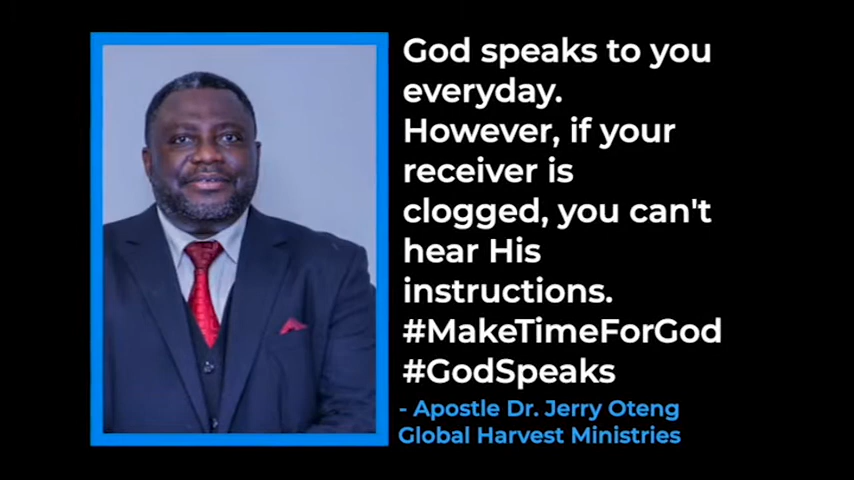 God speaks to you
everyday.
However, if your
receiver is
clogged, you can't
hear His
instructions.
#MakeTimeForGod
#GodSpeaks
- Apostle Dr. Jerry Oteng
Global Harvest Ministries